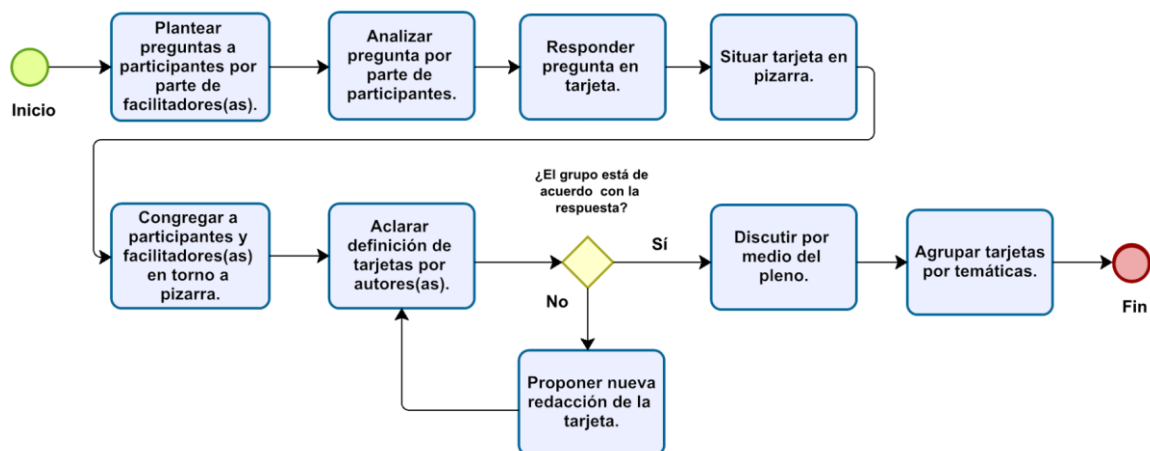 Inicio
Plantear
preguntas a
participantes por
parte de
facilitadores(as).
Analizar
pregunta por
parte de
participantes.
Responder
pregunta en
tarjeta.
Situar tarjeta en
pizarra.
Congregar a
participantes y
facilitadores(as)
en torno a
pizarra.
Aclarar
definición de
tarjetas por
autores(as).
¿El grupo está de
acuerdo con la
respuesta?
Sí
No
Proponer nueva
redacción de la
tarjeta.
Discutir por
medio del
pleno.
Agrupar tarjetas
por temáticas.
Fin